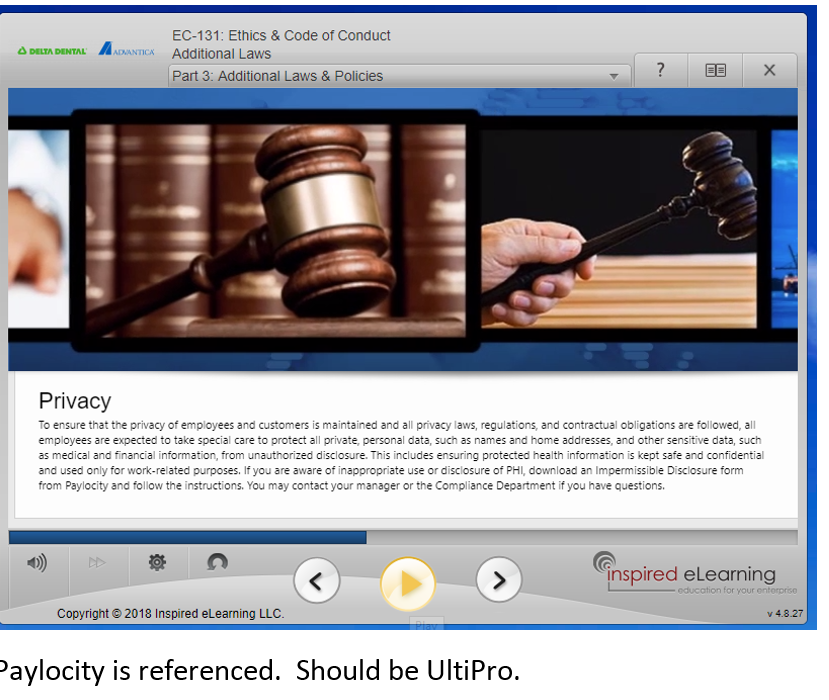 EC-131: Ethics & Code of Conduct
DELTA DENTAL ADVANTICA
Additional Laws
Part 3: Additional Laws & Policies
?
Privacy
To ensure that the privacy of employees and customers is maintained and all privacy laws, regulations, and contractual obligations are followed, all
employees are expected to take special care to protect all private, personal data, such as names and home addresses, and other sensitive data, such
as medical and financial information, from unauthorized disclosure. This includes ensuring protected health information is kept safe and confidential
and used only for work-related purposes. If you are aware of inappropriate use or disclosure of PHI, download an Impermissible Disclosure form
from Paylocity and follow the instructions. You may contact your manager or the Compliance Department if you have questions.
inspired eLearning
education for your enterprise
Copyright © 2018 Inspired eLearning LLC.
v 4.8.27
Play
Paylocity is referenced. Should be UltiPro.